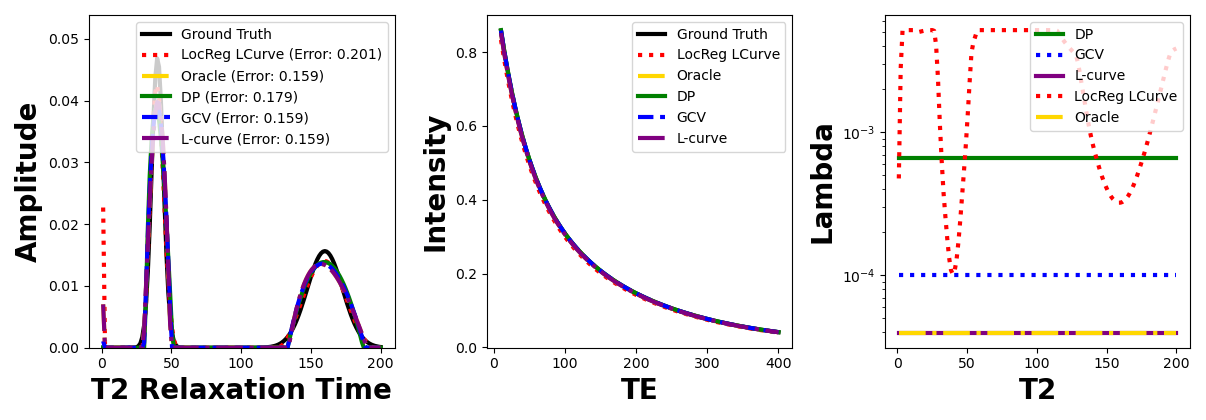 Amplitude
0.05
0.04
0.03
0.02
0.01
0.00
Ground Truth
LocReg LCurve (Error: 0.201)
Oracle (Error: 0.159)
DP (Error: 0.179)
GCV (Error: 0.159)
L-curve (Error: 0.159)
0 50 100 150 200
T2 Relaxation Time
Intensity
0.8
0.6
0.4
0.2
0.0
Ground Truth
LocReg LCurve
Oracle
DP
GCV
L-curve
0 100 200 300 400
TE
Lambda
10⁻³
10⁻⁴
DP
GCV
L-curve
LocReg LCurve
Oracle
0 50 100 150 200
T2